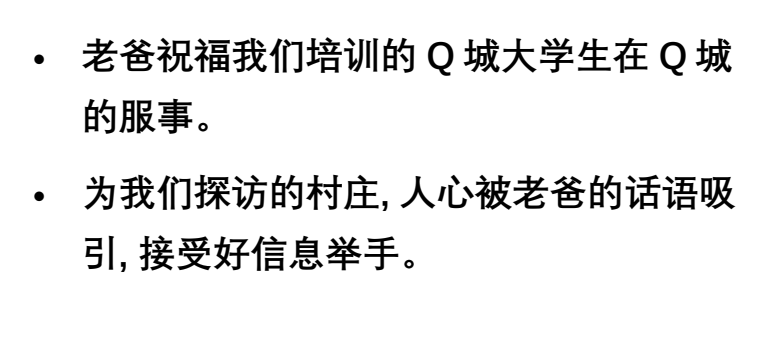 • 老爸祝福我们培训的 Q 城大学生在 Q 城
的服事。
• 为我们探访的村庄, 人心被老爸的话语吸
引, 接受好信息举手。